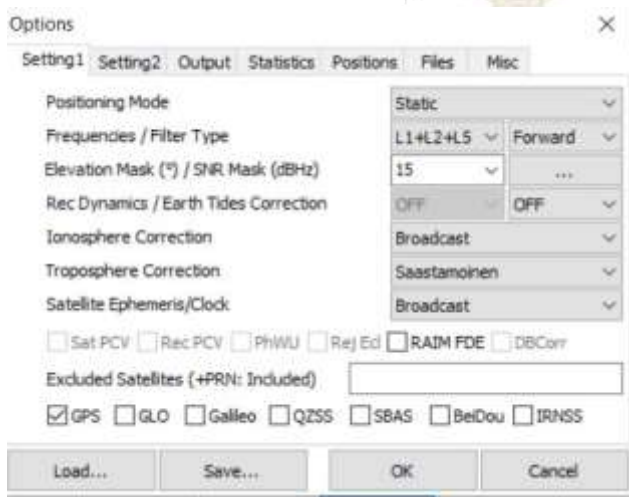 Options
Setting1 Setting2 Output Statistics Positions Files Misc
Positioning Mode Static
Frequencies / Filter Type L1+L2+L5 Forward
Elevation Mask (°) / SNR Mask (dBHz) 15 ...
Rec Dynamics / Earth Tides Correction OFF OFF
Ionosphere Correction Broadcast
Troposphere Correction Saastamoinen
Satellite Ephemeris/Clock Broadcast
Sat PCV Rec PCV PhWU Rej Ecl RAIM FDE DBCorr
Excluded Satellites (+PRN: Included)
GPS GLO Galileo QZSS SBAS BeiDou IRNSS
Load... Save... OK Cancel